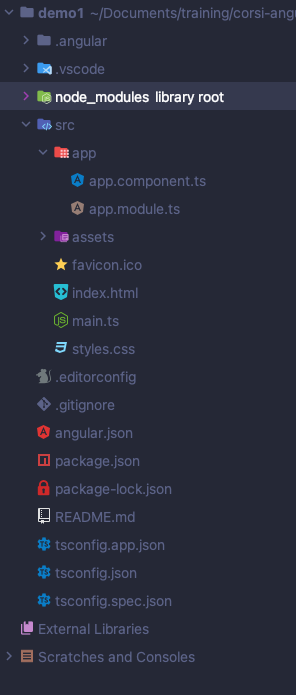 demo1 ~/Documents/training/corsi-an
.angular
.vscode
node_modules library root
src
app
app.component.ts
app.module.ts
assets
favicon.ico
index.html
main.ts
styles.css
.editorconfig
.gitignore
angular.json
package.json
package-lock.json
README.md
tsconfig.app.json
tsconfig.json
tsconfig.spec.json
External Libraries
Scratches and Consoles